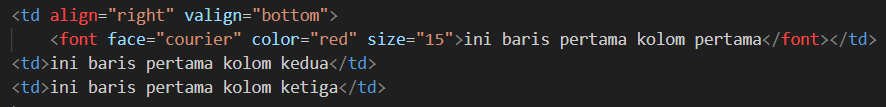 <td align="right" valign="bottom">
<font face="courier" color="red" size="15">ini baris pertama kolom pertama</font></td>
<td>ini baris pertama kolom kedua</td>
<td>ini baris pertama kolom ketiga</td>